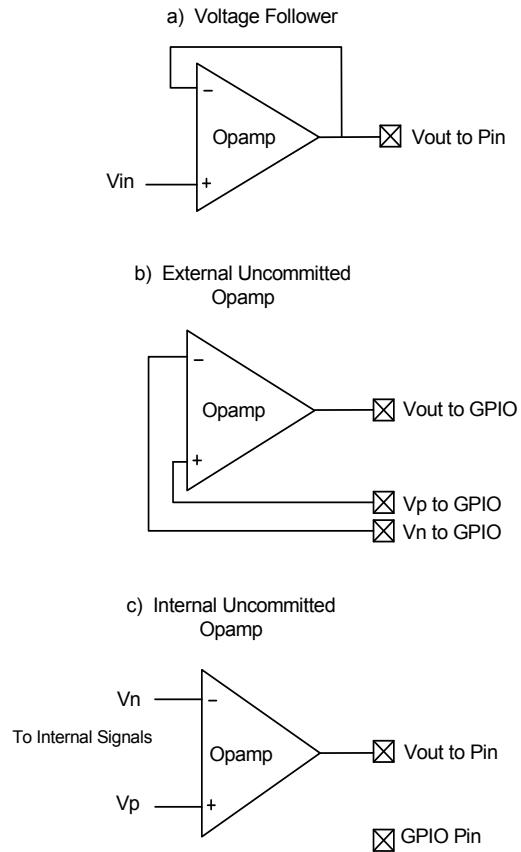 a) Voltage Follower
−
Opamp
Vout to Pin
Vin
+
b) External Uncommitted
Opamp
−
Opamp
Vout to GPIO
+
Vp to GPIO
Vn to GPIO
c) Internal Uncommitted
Opamp
Vn
−
To Internal Signals
Opamp
Vout to Pin
Vp
+
GPIO Pin